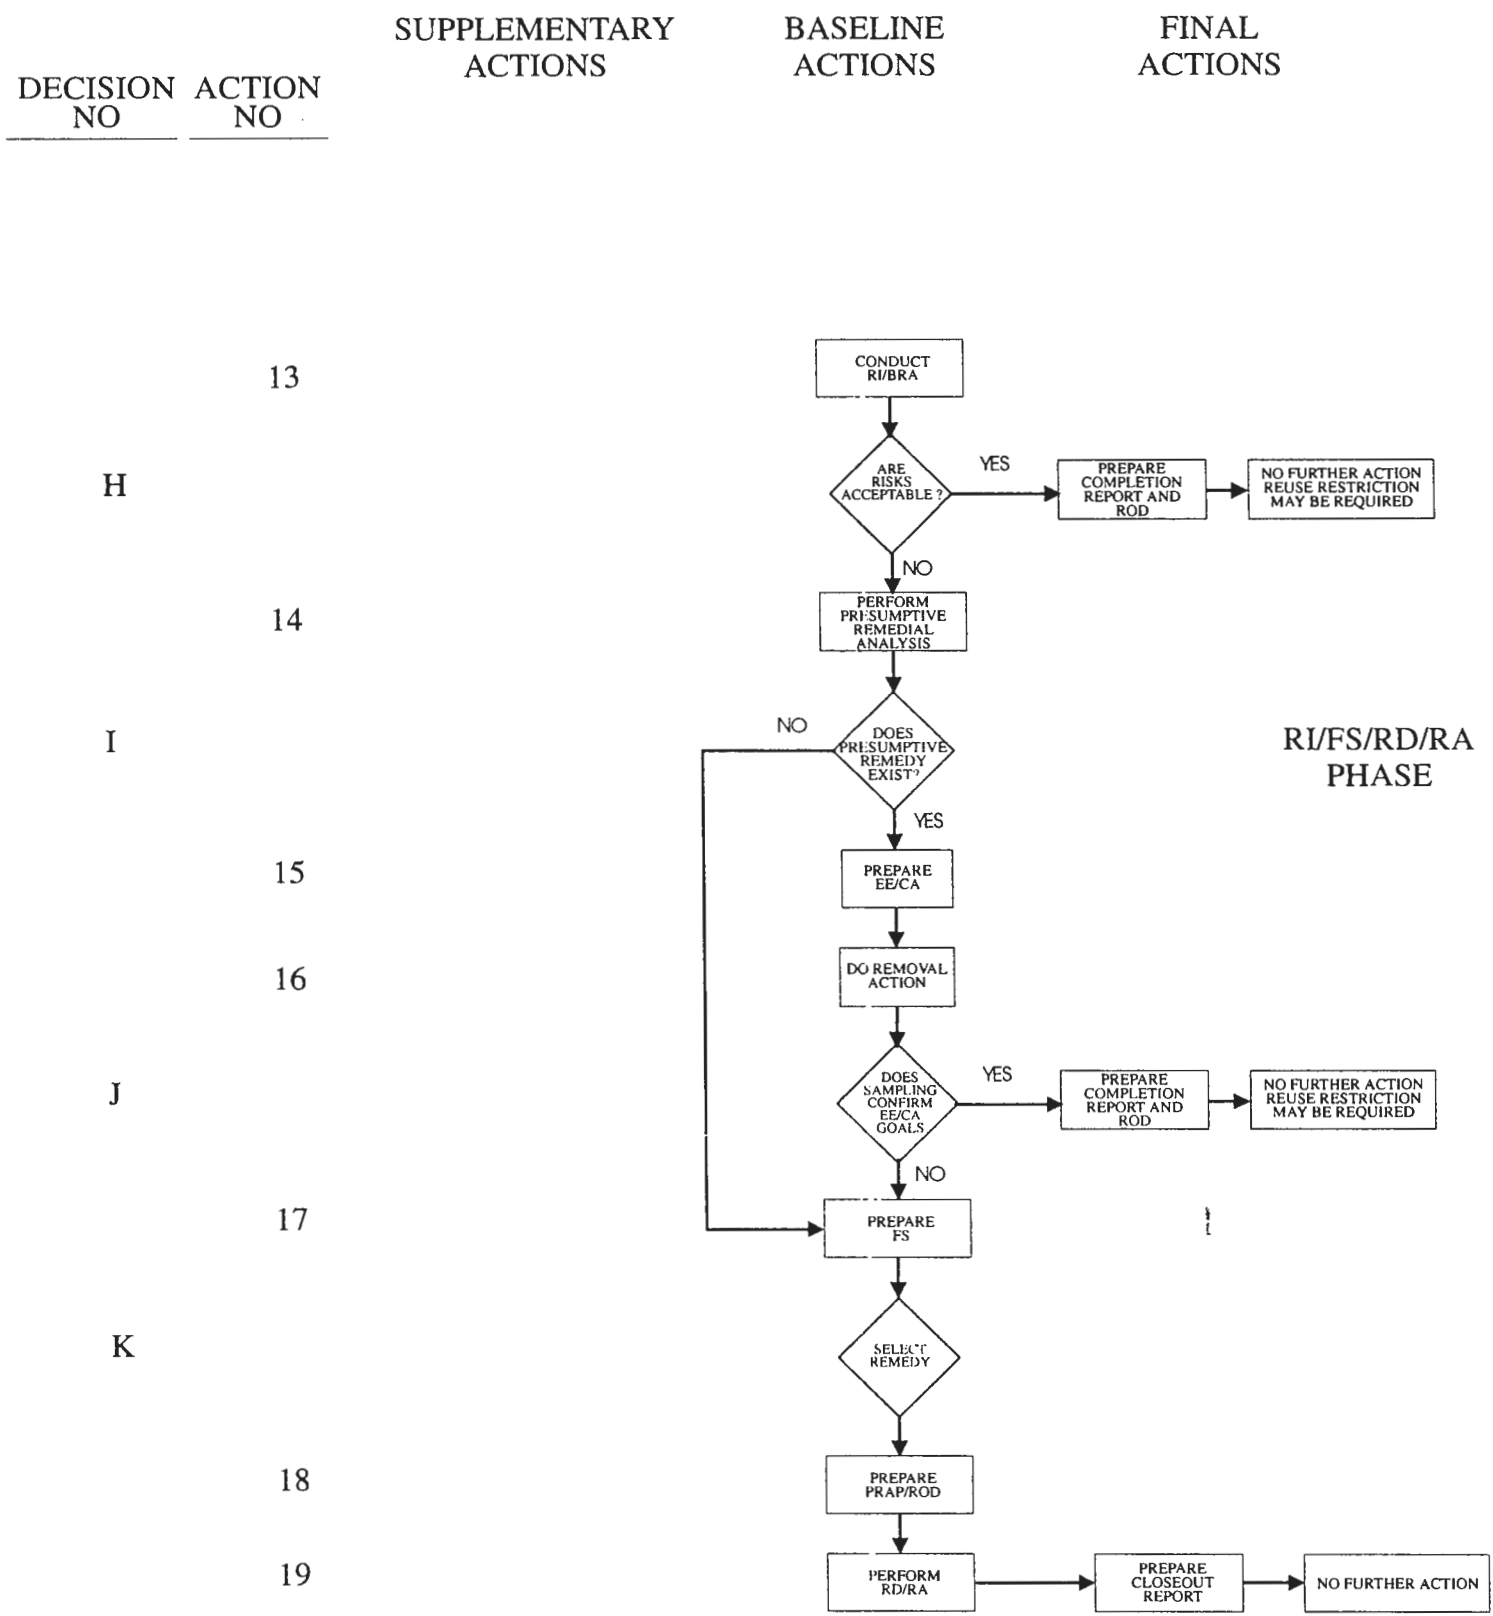 SUPPLEMENTARY
ACTIONS
BASELINE
ACTIONS
FINAL
ACTIONS
DECISION
NO
ACTION
NO
13
CONDUCT
RI/BRA
H
ARE
RISKS
ACCEPTABLE ?
YES
PREPARE
COMPLETION
REPORT AND
ROD
NO FURTHER ACTION
REUSE RESTRICTION
MAY BE REQUIRED
NO
14
PERFORM
PRESUMPTIVE
REMEDIAL
ANALYSIS
I
NO
DOES
PRESUMPTIVE
REMEDY
EXIST?
RI/FS/RD/RA
PHASE
YES
15
PREPARE
EE/CA
16
DO REMOVAL
ACTION
J
DOES
SAMPLING
CONFIRM
EE/CA
GOALS
YES
PREPARE
COMPLETION
REPORT AND
ROD
NO FURTHER ACTION
REUSE RESTRICTION
MAY BE REQUIRED
NO
17
PREPARE
FS
K
SELECT
REMEDY
18
PREPARE
PRAP/ROD
19
PERFORM
RD/RA
PREPARE
CLOSEOUT
REPORT
NO FURTHER ACTION